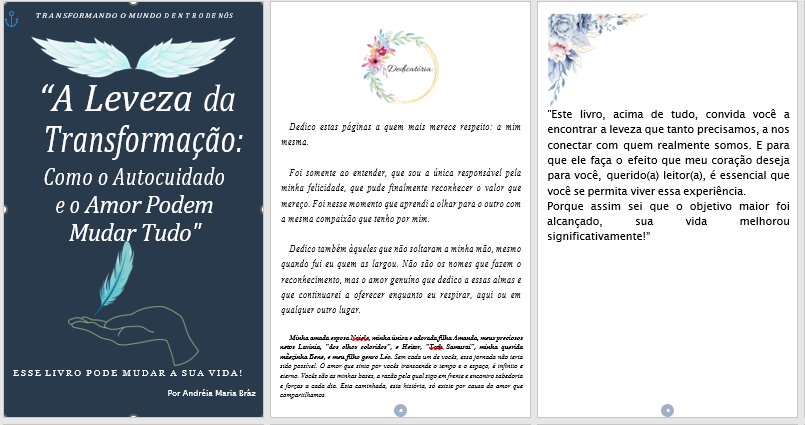 TRANSFORMANDO O MUNDO DENTRO DE NÓS
“A Leveza da
Transformação:
Como o Autocuidado
e o Amor Podem
Mudar Tudo"
ESSE LIVRO PODE MUDAR A SUA VIDA!
Por Andréia Maria Bráz
Dedicatória
Dedico estas páginas a quem mais merece respeito: a mim
mesma.
Foi somente ao entender, que sou a única responsável pela
minha felicidade, que pude finalmente reconhecer o valor que
mereço. Foi nesse momento que aprendi a olhar para o outro com
a mesma compaixão que tenho por mim.
Dedico também àqueles que não soltaram a minha mão, mesmo
quando fui eu quem as largou. Não são os nomes que fazem o
reconhecimento, mas o amor genuíno que dedico a essas almas e
que continuarei a oferecer enquanto eu respirar, aqui ou em
qualquer outro lugar.
Minha amada esposa minha única e adorada filha Amanda, meus preciosos
netos Lavínia, "dos olhos coloridos", e Heitor, Samurai", minha querida
mãezinha Bene, e meu filho genro Léo. Sem cada um de vocês, essa jornada não teria
sido possível. O amor que sinto por vocês transcende o tempo e o espaço, é infinito e
eterno. Vocês são as minhas bases, a razão pela qual sigo em frente e encontro sabedoria
e forças a cada dia. Esta caminhada, esta história, só existe por causa do amor que
compartilhamos.
"Este livro, acima de tudo, convida você a
encontrar a leveza que tanto precisamos, a nos
conectar com quem realmente somos. E para
que ele faça o efeito que meu coração deseja
para você, querido(a) leitor(a), é essencial que
você se permita viver essa experiência.
Porque assim sei que o objetivo maior foi
alcançado, sua vida melhorou
significativamente!”